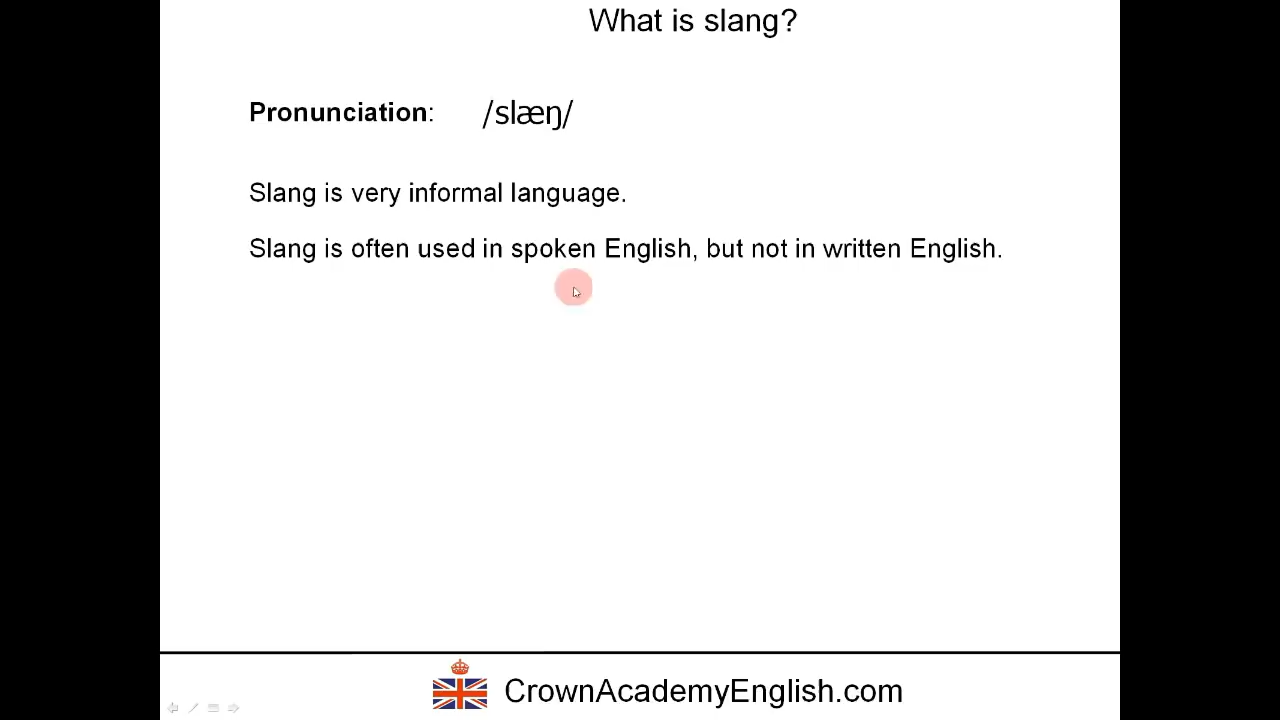 What is slang?
Pronunciation: /slæŋ/
Slang is very informal language.
Slang is often used in spoken English, but not in written English.
CrownAcademyEnglish.com